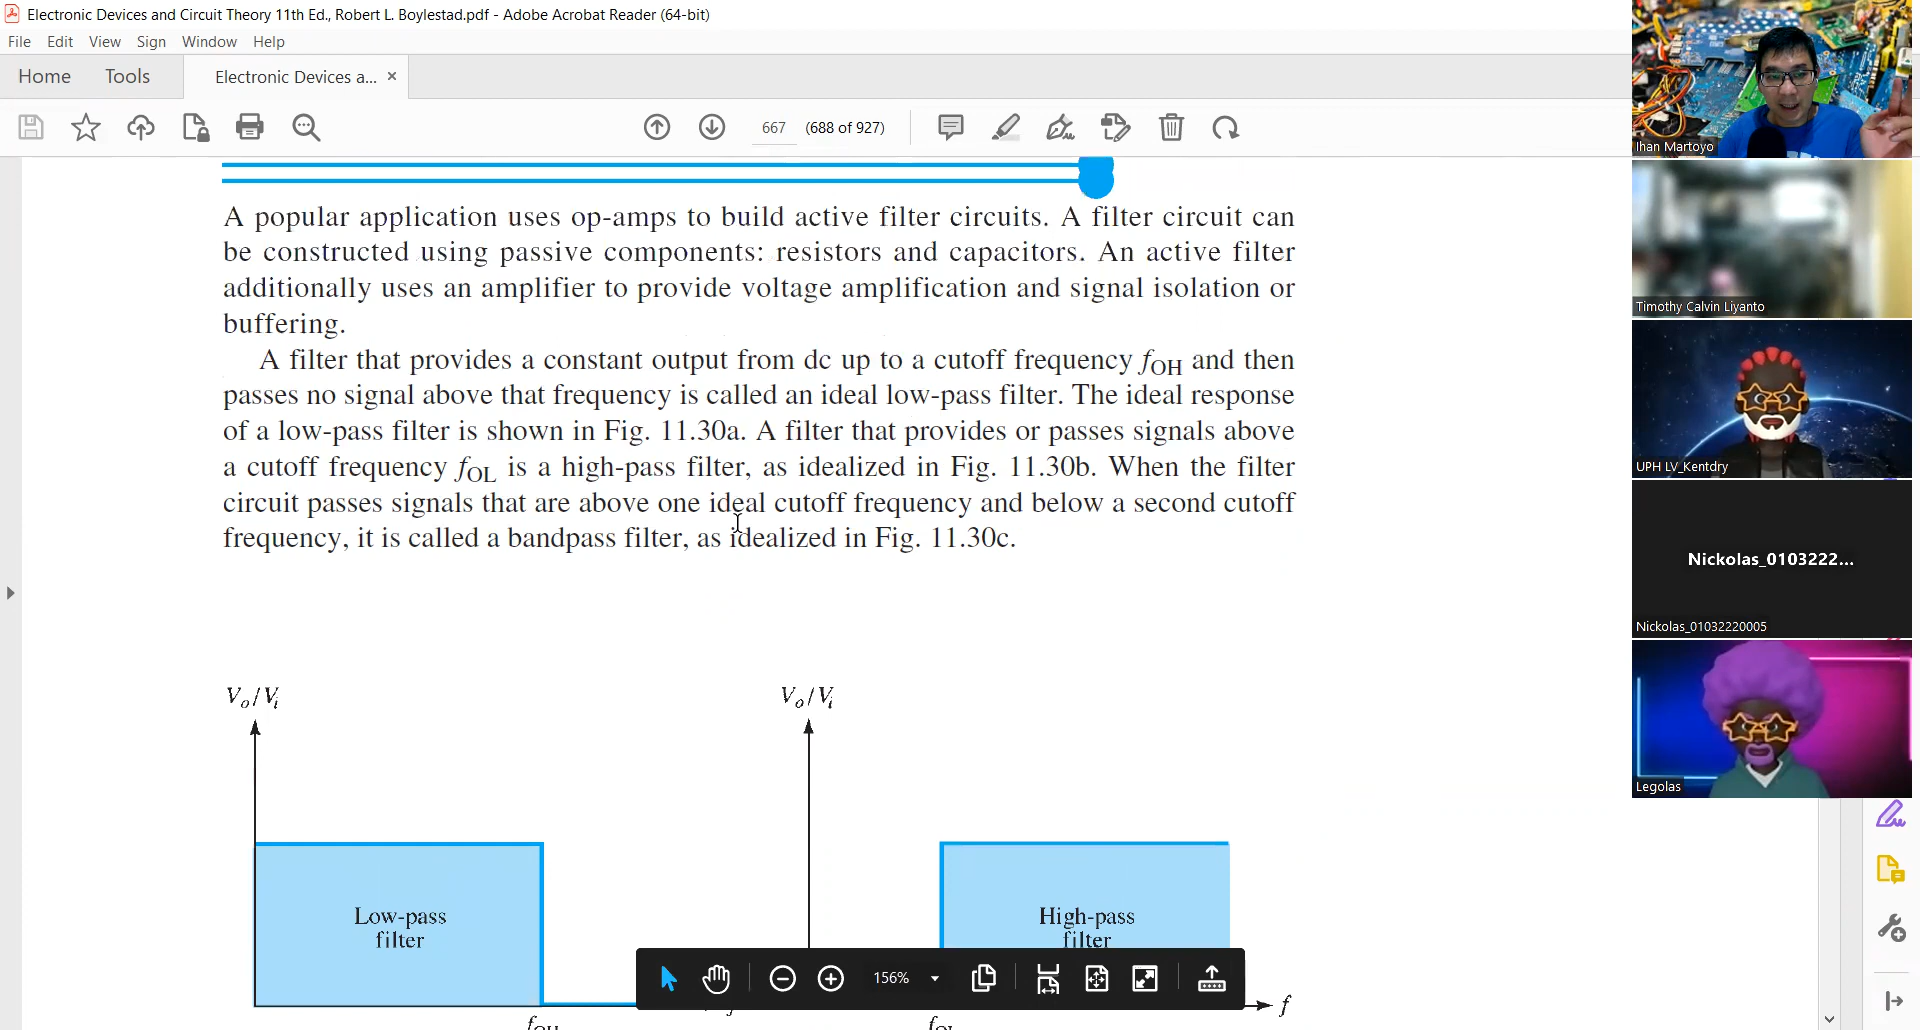 Electronic Devices and Circuit Theory 11th Ed., Robert L. Boylestad.pdf - Adobe Acrobat Reader (64-bit)
File Edit View Sign Window Help
Home Tools Electronic Devices a... ×
667 (688 of 927)
A popular application uses op-amps to build active filter circuits. A filter circuit can
be constructed using passive components: resistors and capacitors. An active filter
additionally uses an amplifier to provide voltage amplification and signal isolation or
buffering.
A filter that provides a constant output from dc up to a cutoff frequency fOH and then
passes no signal above that frequency is called an ideal low-pass filter. The ideal response
of a low-pass filter is shown in Fig. 11.30a. A filter that provides or passes signals above
a cutoff frequency fOL is a high-pass filter, as idealized in Fig. 11.30b. When the filter
circuit passes signals that are above one ideal cutoff frequency and below a second cutoff
frequency, it is called a bandpass filter, as idealized in Fig. 11.30c.
Vo/Vi
Vo/Vi
Low-pass
filter
High-pass
filter
f
156%
Ihan Martoyo
Timothy Calvin Liyanto
UPH LV_Kentdry
Nickolas_0103222...
Nickolas_01032220005
Legolas